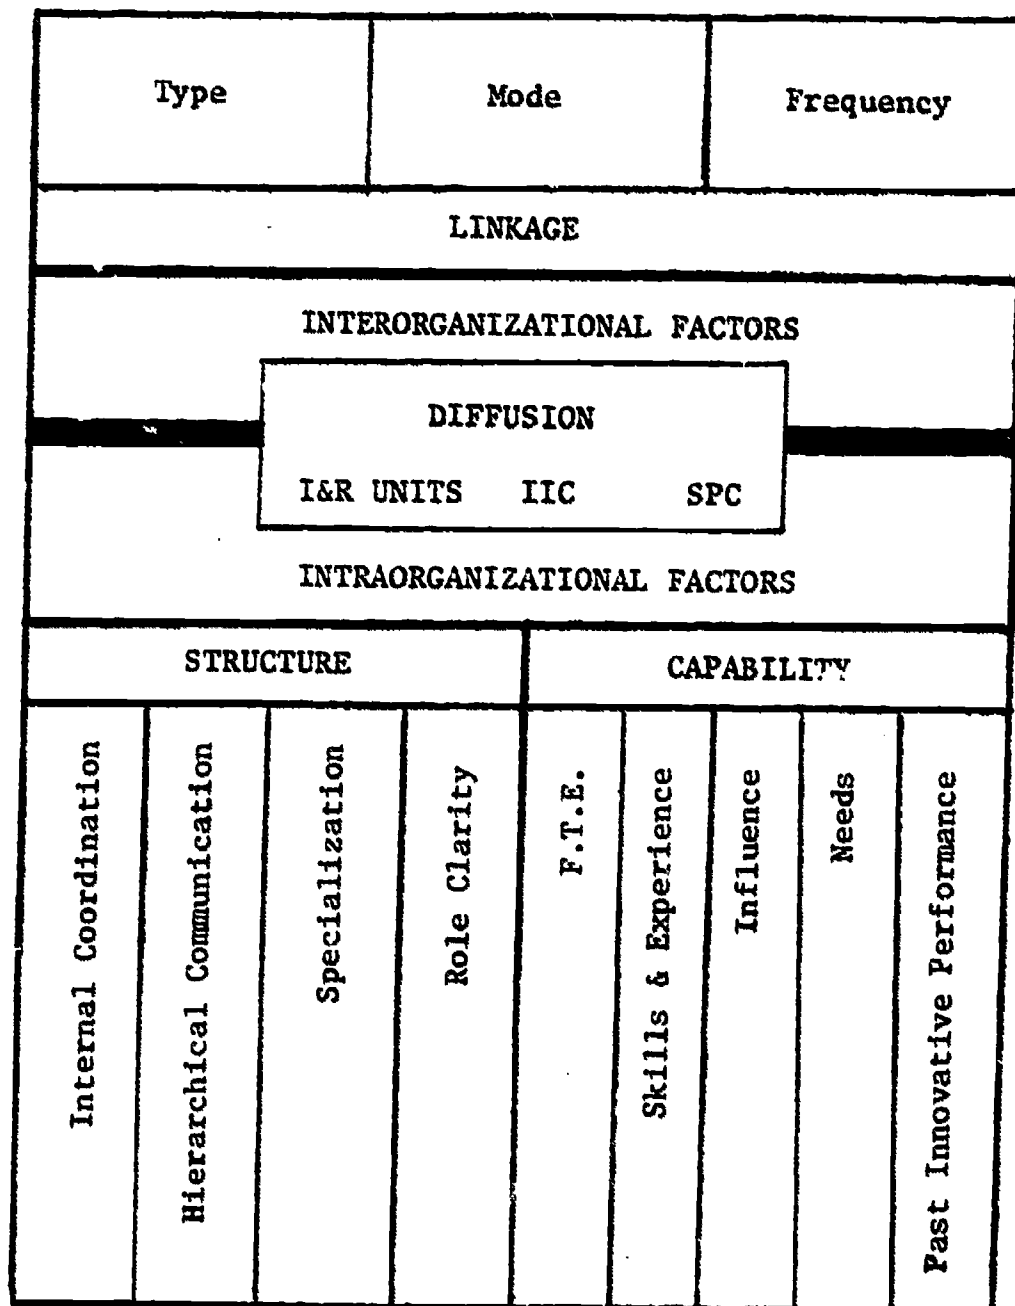 Type Mode Frequency
LINKAGE
INTERORGANIZATIONAL FACTORS
DIFFUSION
I&R UNITS IIC SPC
INTRAORGANIZATIONAL FACTORS
STRUCTURE CAPABILITY
Internal Coordination
Hierarchical Communication
Specialization
Role Clarity
F.T.E.
Skills & Experience
Influence
Needs
Past Innovative Performance